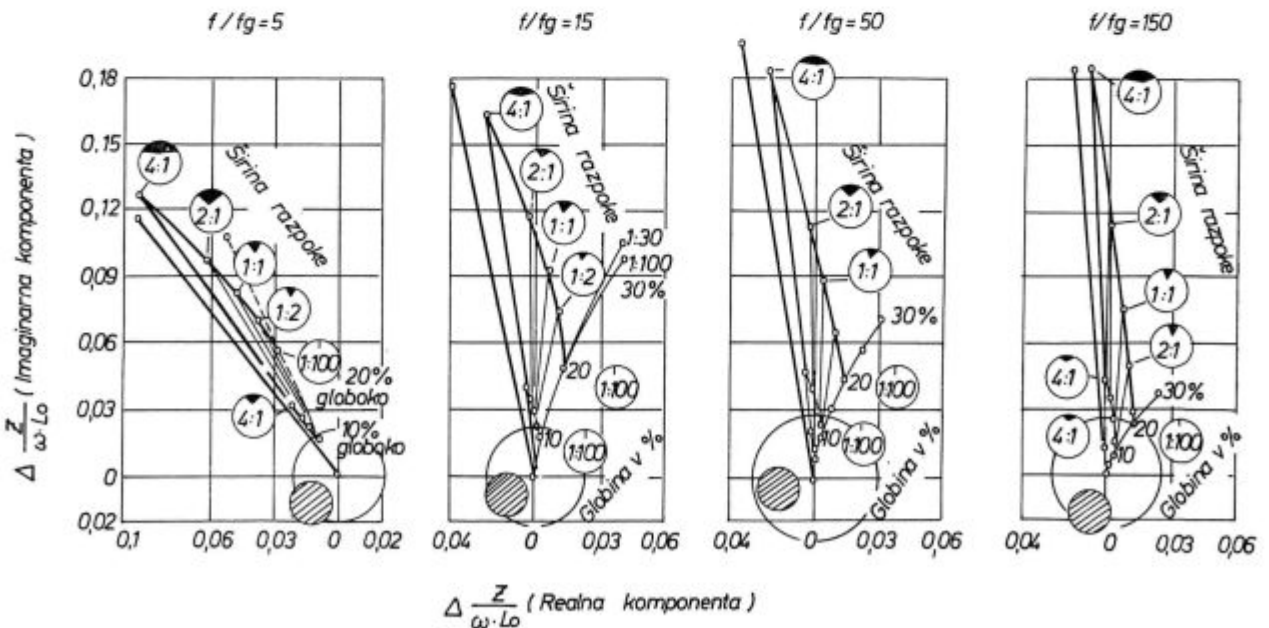 f/fg=5
f/fg=15
f/fg=50
f/fg=150
Δ Z/ω·Lo (Imaginarna komponenta)
0,18
0,15
0,12
0,09
0,06
0,03
0
0,02
0,1 0,06 0,03 0 0,02
4:1
2:1
1:1
1:2
1:100
4:1
Širina razpoke
20%
globoko
10%
globoko
0,04 0 0,03 0,06
4:1
2:1
1:1
1:2
1:30
1:100
30%
20
1:100
10
1:100
Širina razpoke
Globina v %
0,04 0 0,03 0,06
4:1
2:1
1:1
30%
20
1:100
10
1:100
Širina razpoke
Globina v %
0,04 0 0,03 0,06
4:1
2:1
1:1
2:1
4:1
30%
20
4:1
10
1:100
Širina razpoke
Globina v %
Δ Z/ω·Lo (Realna komponenta)